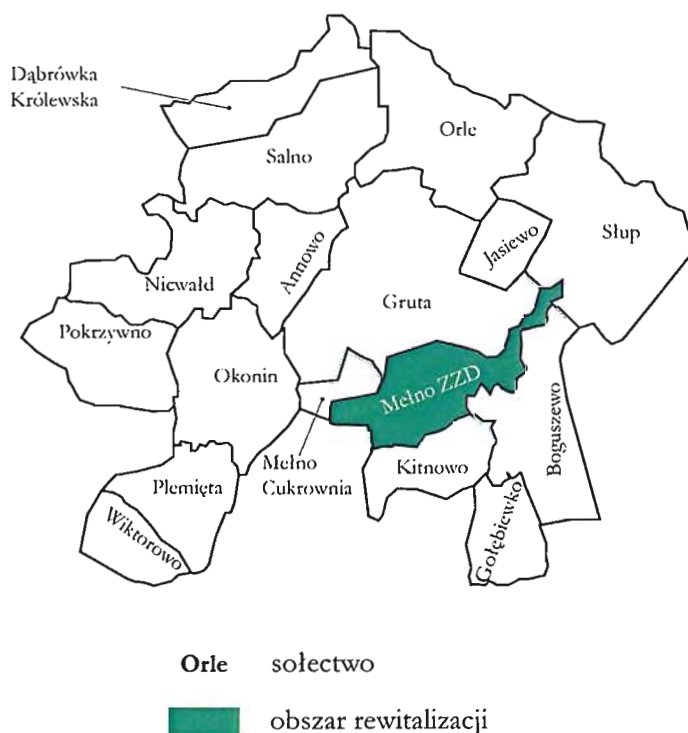 Dąbrówka
Królewska
Orle
Salno
Słup
Jasiewo
Annowo
Nicwałd
Gruta
Pokrzywno
Okonin
Mełno ZZD
Boguszewo
Mełno
Cukrownia
Kitnowo
Plemięta
Gołębiewko
Wiktorowo
Orle sołectwo
obszar rewitalizacji